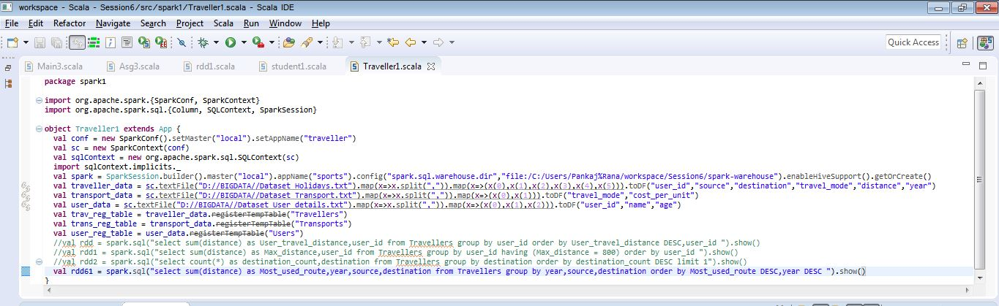 workspace - Scala - Session6/src/spark1/Traveller1.scala - Scala IDE
File Edit Refactor Navigate Search Project Scala Run Window Help
Quick Access
Main3.scala Asg3.scala rdd1.scala student1.scala Traveller1.scala
package spark1
import org.apache.spark.{SparkConf, SparkContext}
import org.apache.spark.sql.{Column, SQLContext, SparkSession}
object Traveller1 extends App {
val conf = new SparkConf().setMaster("local").setAppName("traveller")
val sc = new SparkContext(conf)
val sqlContext = new org.apache.spark.sql.SQLContext(sc)
import sqlContext.implicits._
val spark = SparkSession.builder().master("local").appName("sports").config("spark.sql.warehouse.dir","file:/C:/Users/Pankaj%Rana/workspace/Session6/spark-warehouse").enableHiveSupport().getOrCreate()
val traveller_data = sc.textFile("D://BIGDATA//Dataset_Holidays.txt").map(x=>x.split(",")).map(x=>(x(0),x(1),x(2),x(3),x(4),x(5))).toDF("user_id","source","destination","travel_mode","distance","year")
val transport_data = sc.textFile("D://BIGDATA//Dataset_Transport.txt").map(x=>x.split(",")).map(x=>(x(0),x(1))).toDF("travel_mode","cost_per_unit")
val user_data = sc.textFile("D://BIGDATA//Dataset_User_details.txt").map(x=>x.split(",")).map(x=>(x(0),x(1),x(2))).toDF("user_id","name","age")
val trav_reg_table = traveller_data.registerTempTable("Travellers")
val trans_reg_table = transport_data.registerTempTable("Transports")
val user_reg_table = user_data.registerTempTable("Users")
//val rdd = spark.sql("select sum(distance) as User_travel_distance,user_id from Travellers group by user_id order by User_travel_distance DESC,user_id ").show()
//val rdd1 = spark.sql("select sum(distance) as Max_distance,user_id from Travellers group by user_id having (Max_distance = 800) order by user_id ").show()
//val rdd2 = spark.sql("select count(*) as destination_count,destination from Travellers group by destination order by destination_count DESC limit 1").show()
val rdd61 = spark.sql("select sum(distance) as Most_used_route,year,source,destination from Travellers group by year,source,destination order by Most_used_route DESC,year DESC ").show()
}